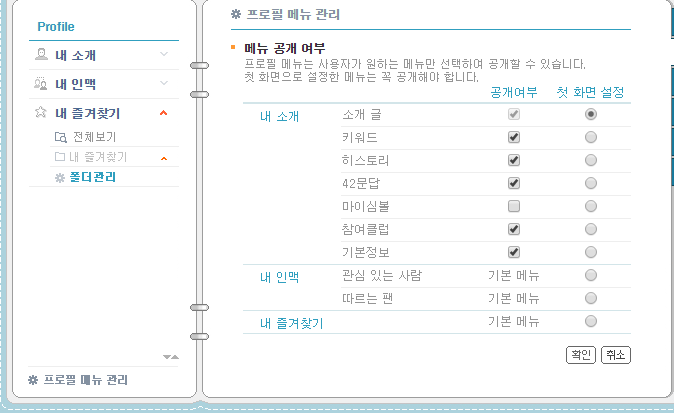 Profile
내 소개
내 인맥
내 즐겨찾기
전체보기
내 즐겨찾기
폴더관리
프로필 메뉴 관리
프로필 메뉴 관리
메뉴 공개 여부
프로필 메뉴는 사용자가 원하는 메뉴만 선택하여 공개할 수 있습니다.
첫 화면으로 설정한 메뉴는 꼭 공개해야 합니다.
공개여부 첫 화면 설정
내 소개 소개 글
키워드
히스토리
42문답
마이심볼
참여클럽
기본정보
내 인맥 관심 있는 사람 기본 메뉴
따르는 팬 기본 메뉴
내 즐겨찾기 기본 메뉴
확인 취소